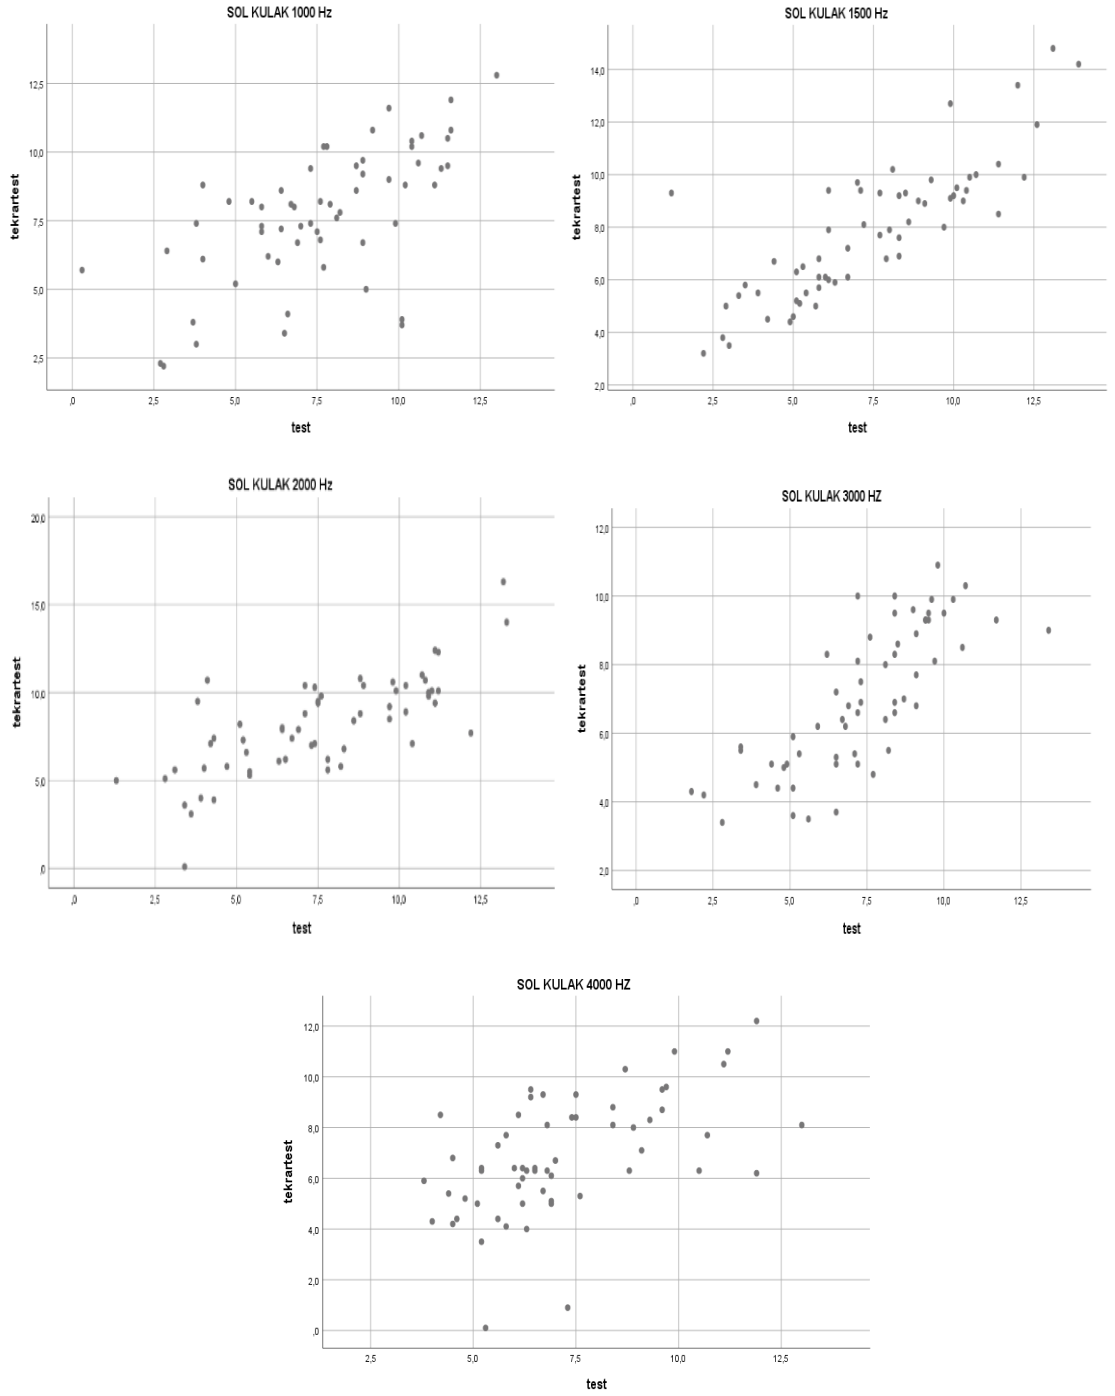 SOL KULAK 1000 Hz
tekrartest
12,5
10,0
7,5
5,0
2,5
,0 2,5 5,0 7,5 10,0 12,5
test
SOL KULAK 1500 Hz
tekrartest
14,0
12,0
10,0
8,0
6,0
4,0
2,0
,0 2,5 5,0 7,5 10,0 12,5
test
SOL KULAK 2000 Hz
tekrartest
20,0
15,0
10,0
5,0
,0
,0 2,5 5,0 7,5 10,0 12,5
test
SOL KULAK 3000 HZ
tekrartest
12,0
10,0
8,0
6,0
4,0
2,0
,0 2,5 5,0 7,5 10,0 12,5
test
SOL KULAK 4000 HZ
tekrartest
12,0
10,0
8,0
6,0
4,0
2,0
,0
2,5 5,0 7,5 10,0 12,5
test